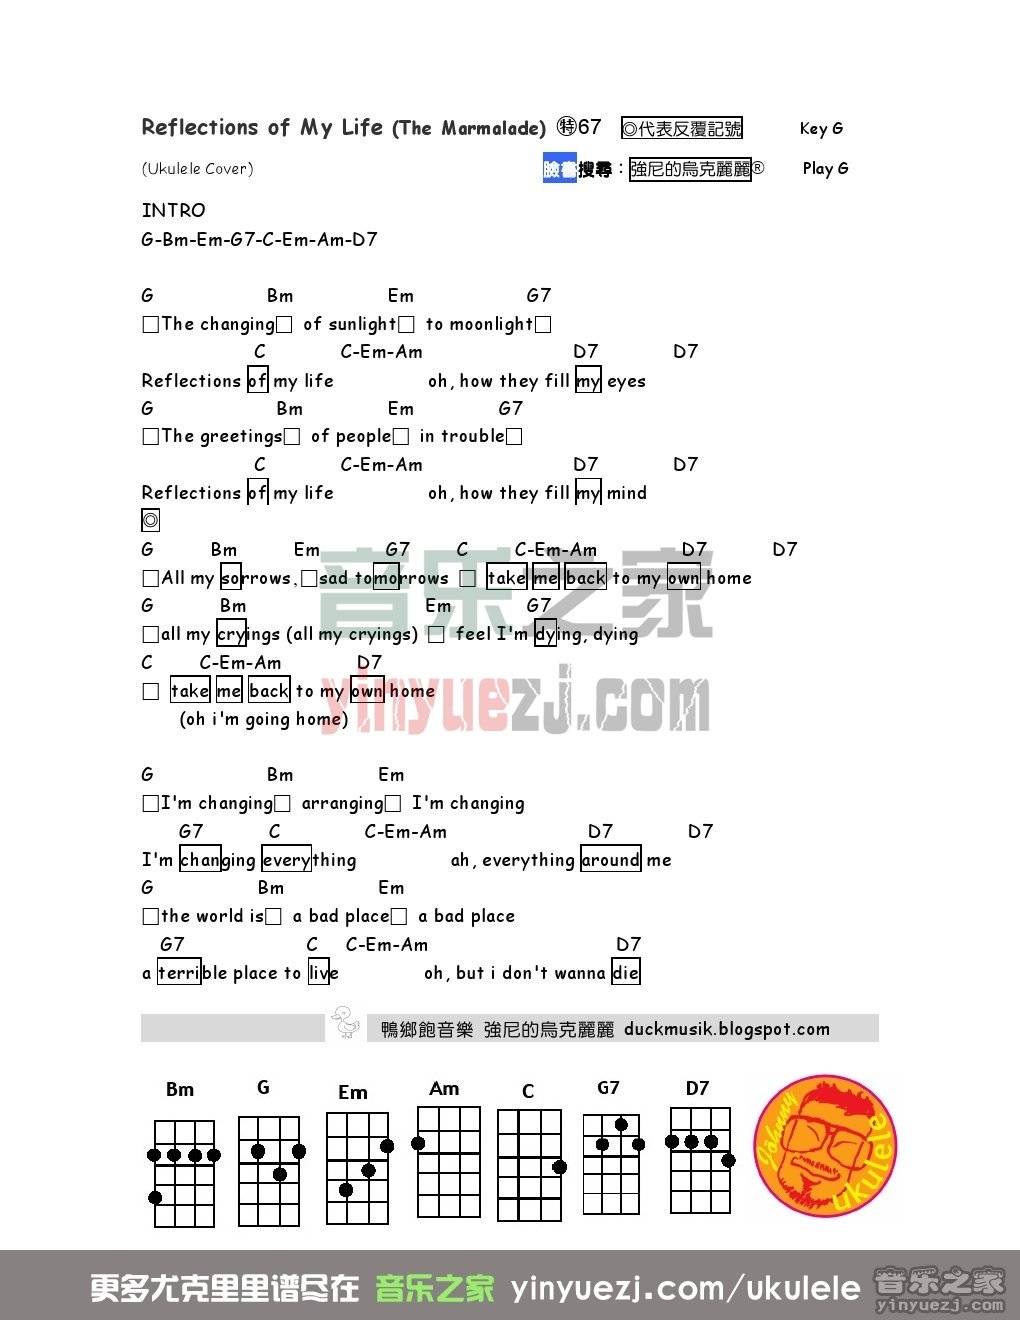 Reflections of My Life (The Marmalade) ㊕67 ◎代表反覆記號 Key G
(Ukulele Cover) 臉書搜尋：強尼的烏克麗麗® Play G
INTRO
G-Bm-Em-G7-C-Em-Am-D7
G Bm Em G7
□The changing□ of sunlight□ to moonlight□
C C-Em-Am D7 D7
Reflections of my life oh, how they fill my eyes
G Bm Em G7
□The greetings□ of people□ in trouble□
C C-Em-Am D7 D7
Reflections of my life oh, how they fill my mind
◎
G Bm Em G7 C C-Em-Am D7 D7
□All my sorrows,□sad tomorrows □ take me back to my own home
G Bm Em G7
□all my cryings (all my cryings) □ feel I'm dying, dying
C C-Em-Am D7
□ take me back to my own home
(oh i'm going home)
音乐之家
yinyuezj.com
G Bm Em
□I'm changing□ arranging□ I'm changing
G7 C C-Em-Am D7 D7
I'm changing everything ah, everything around me
G Bm Em
□the world is□ a bad place□ a bad place
G7 C C-Em-Am D7
a terrible place to live oh, but i don't wanna die
鴨鄉飽音樂 強尼的烏克麗麗 duckmusik.blogspot.com
Bm G Em Am C G7 D7
Johnny
ukulele
更多尤克里里谱尽在 音乐之家 yinyuezj.com/ukulele
音乐之家
yinyuezj.com